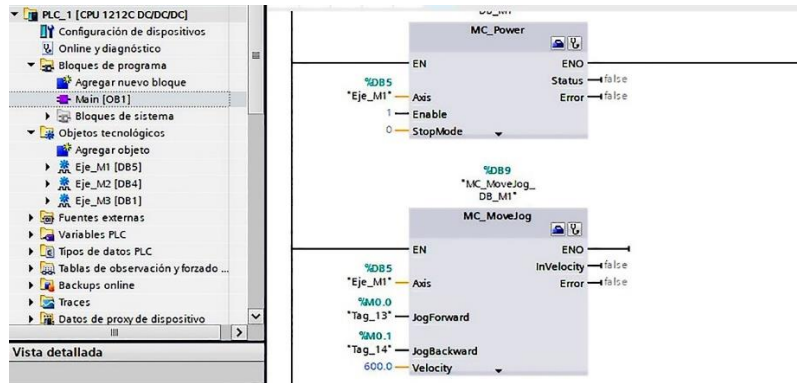 PLC_1 [CPU 1212C DC/DC/DC]
Configuración de dispositivos
Online y diagnóstico
Bloques de programa
Agregar nuevo bloque
Main [OB1]
Bloques de sistema
Objetos tecnológicos
Agregar objeto
Eje_M1 [DB5]
Eje_M2 [DB4]
Eje_M3 [DB1]
Fuentes externas
Variables PLC
Tipos de datos PLC
Tablas de observación y forzado ...
Backups online
Traces
Datos de proxy de dispositivo
Vista detallada
DB_M1"
MC_Power
EN
ENO
Status
false
%DB5
"Eje_M1"
Axis
Error
false
1
Enable
0
StopMode
%DB9
"MC_MoveJog_
DB_M1"
MC_MoveJog
EN
ENO
InVelocity
false
%DB5
"Eje_M1"
Axis
Error
false
%M0.0
"Tag_13"
JogForward
%M0.1
"Tag_14"
JogBackward
600.0
Velocity